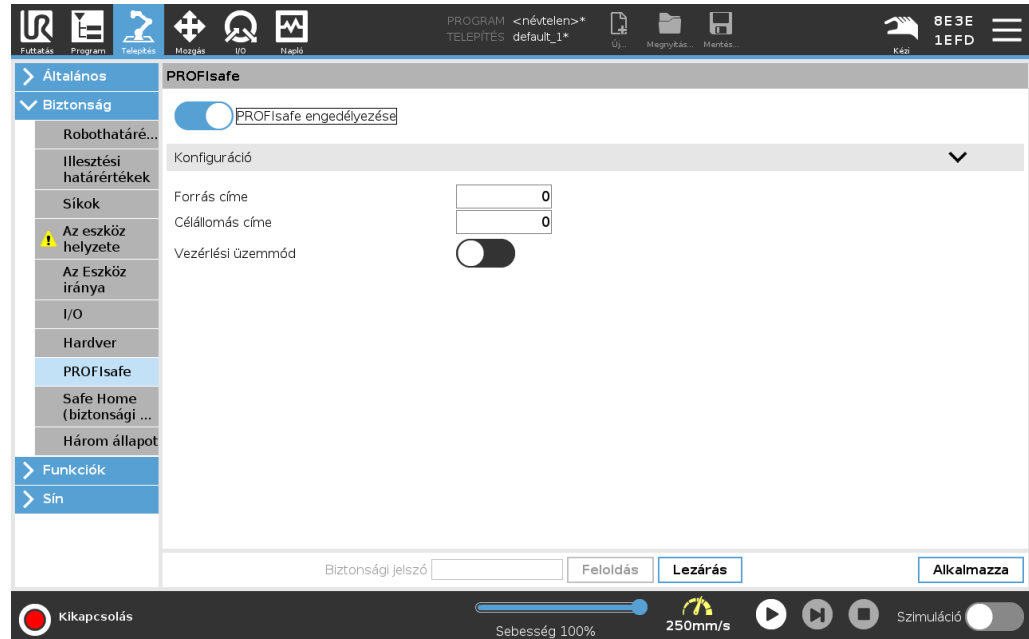 PROGRAM <névtelen>*
TELEPÍTÉS default_1*
8E3E
1EFD
Futtatás Program Telepítés Mozgás I/O Napló Új... Megnyitás... Mentés... Kézi
Általános
PROFIsafe
Biztonság
PROFIsafe engedélyezése
Robothatáré...
Illesztési
határértékek
Konfiguráció
Síkok
Forrás címe 0
Az eszköz
helyzete
Célállomás címe 0
Vezérlési üzemmód
Az Eszköz
iránya
I/O
Hardver
PROFIsafe
Safe Home
(biztonsági ...
Három állapot
Funkciók
Sín
Biztonsági jelszó Feloldás Lezárás Alkalmazza
Kikapcsolás
Sebesség 100%
250mm/s
Szimuláció